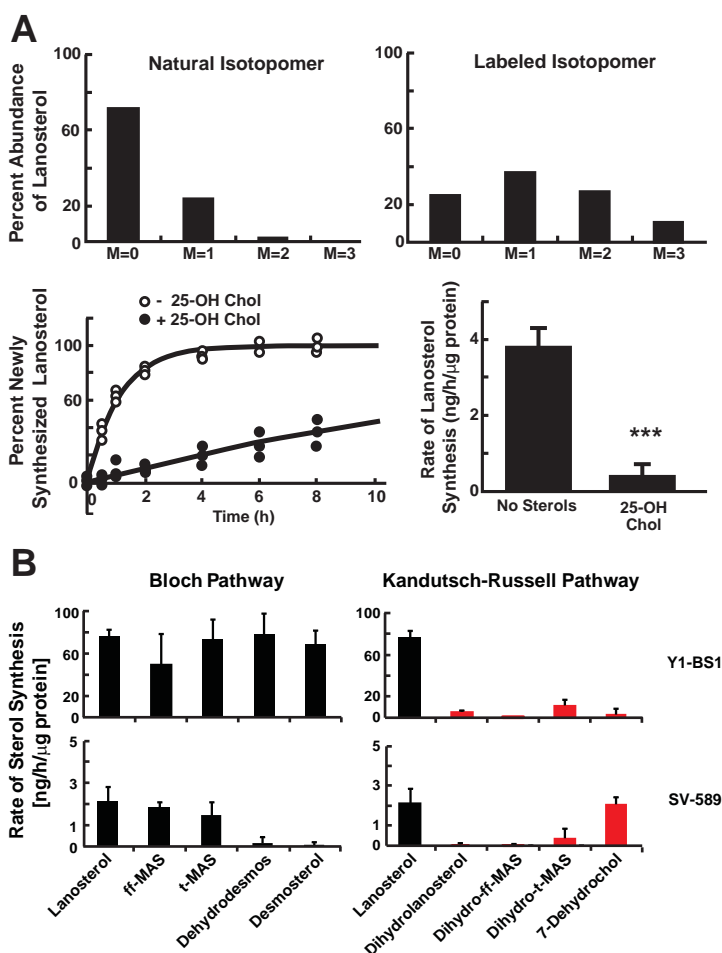 A
Natural Isotopomer
Labeled Isotopomer
Percent Abundance
of Lanosterol
100
60
20
0
M=0 M=1 M=2 M=3
100
60
20
0
M=0 M=1 M=2 M=3
- 25-OH Chol
+ 25-OH Chol
Percent Newly
Synthesized Lanosterol
100
60
0
0 2 4 6 8 10
Time (h)
Rate of Lanosterol
Synthesis (ng/h/µg protein)
4
2
0
***
No Sterols
25-OH
Chol
B
Bloch Pathway
Kandutsch-Russell Pathway
Rate of Sterol Synthesis
[ng/h/µg protein)
100
60
20
0
100
60
20
0
Y1-BS1
5
3
1
0
5
3
1
0
SV-589
Lanosterol
ff-MAS
t-MAS
Dehydrodesmos
Desmosterol
Lanosterol
Dihydrolanosterol
Dihydro-ff-MAS
Dihydro-t-MAS
7-Dehydrochol